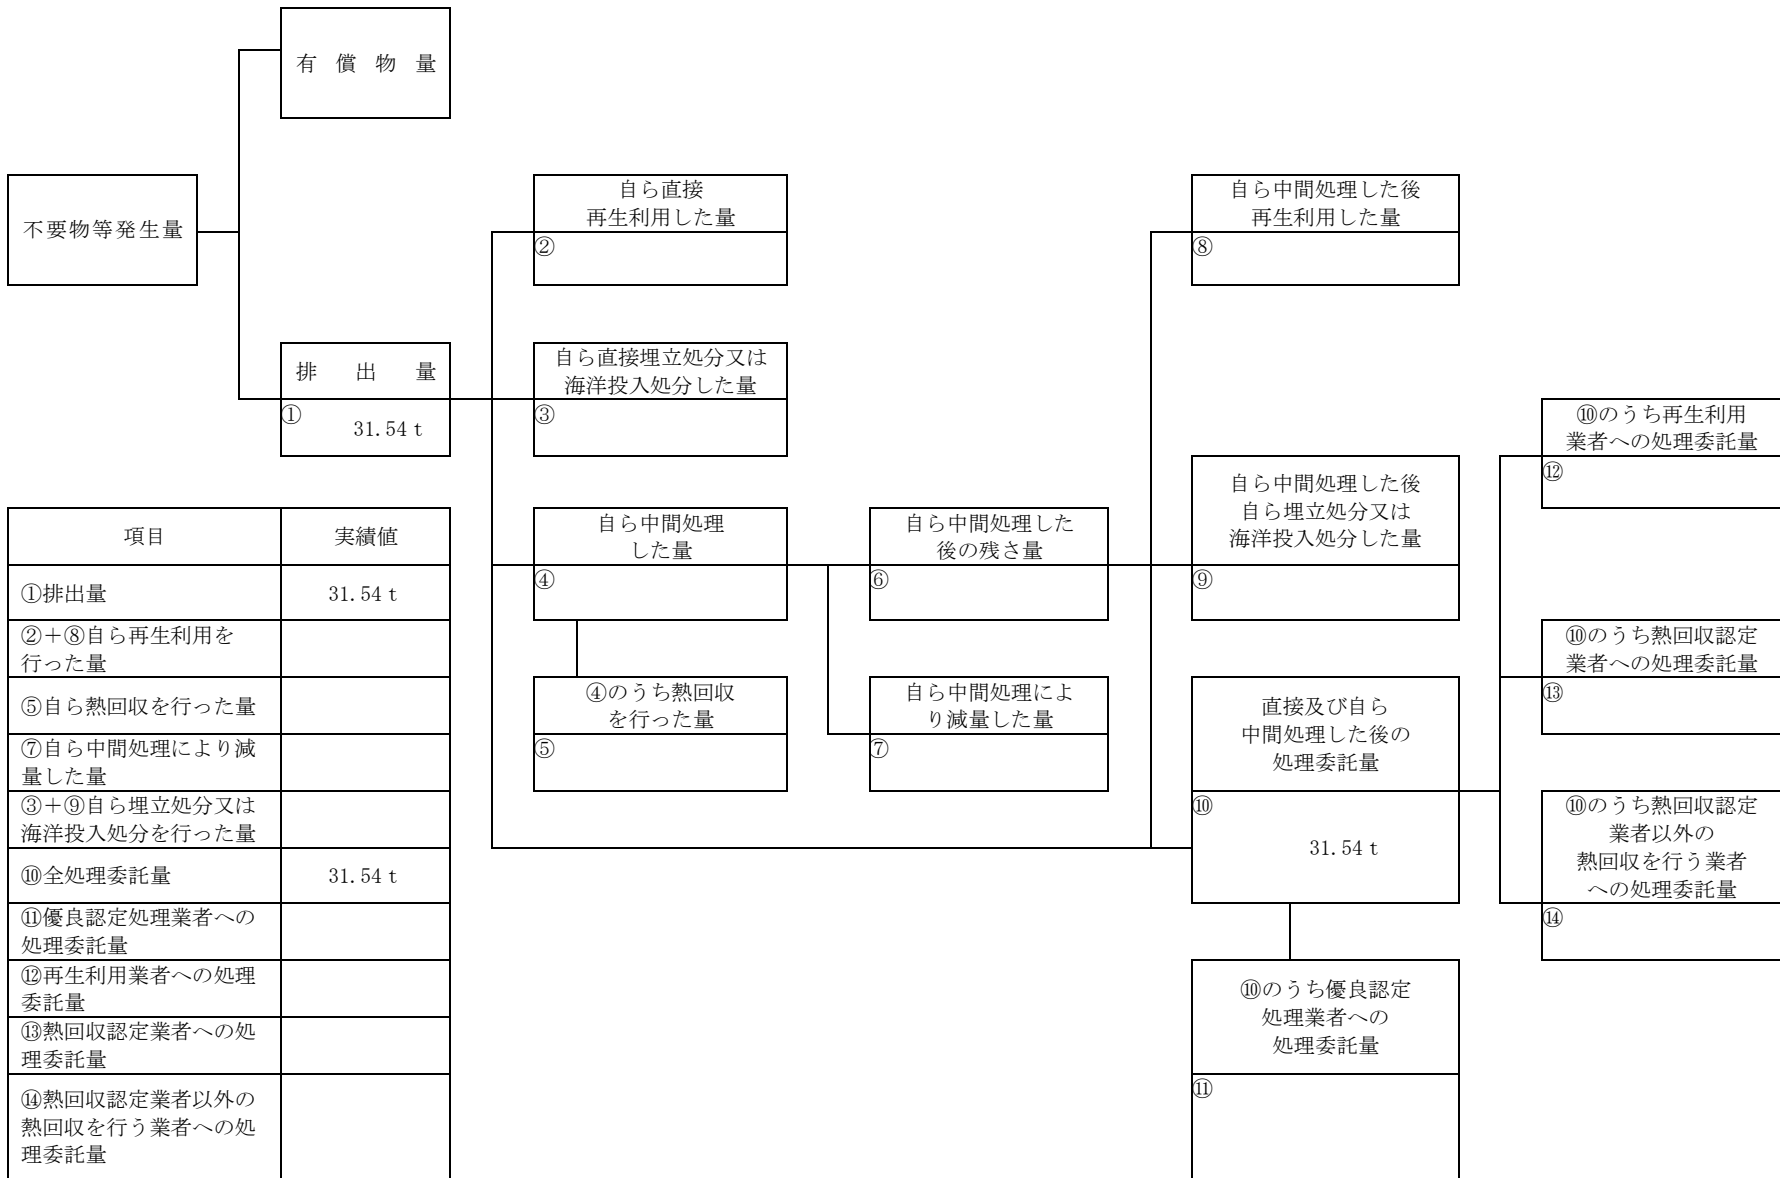 有償物量
不要物等発生量
自ら直接
再生利用した量
②
自ら中間処理した後
再生利用した量
⑧
排出量
① 31.54 t
自ら直接埋立処分又は
海洋投入処分した量
③
⑩のうち再生利用
業者への処理委託量
⑫
自ら中間処理した後
自ら埋立処分又は
海洋投入処分した量
⑨
自ら中間処理
した量
④
自ら中間処理した
後の残さ量
⑥
⑩のうち熱回収認定
業者への処理委託量
⑬
④のうち熱回収
を行った量
⑤
自ら中間処理によ
り減量した量
⑦
直接及び自ら
中間処理した後の
処理委託量
⑩
31.54 t
⑩のうち熱回収認定
業者以外の
熱回収を行う業者
への処理委託量
⑭
⑩のうち優良認定
処理業者への
処理委託量
⑪
項目 実績値
①排出量 31.54 t
②+⑧自ら再生利用を
行った量
⑤自ら熱回収を行った量
⑦自ら中間処理により減
量した量
③+⑨自ら埋立処分又は
海洋投入処分を行った量
⑩全処理委託量 31.54 t
⑪優良認定処理業者への
処理委託量
⑫再生利用業者への処理
委託量
⑬熱回収認定業者への処
理委託量
⑭熱回収認定業者以外の
熱回収を行う業者への処
理委託量